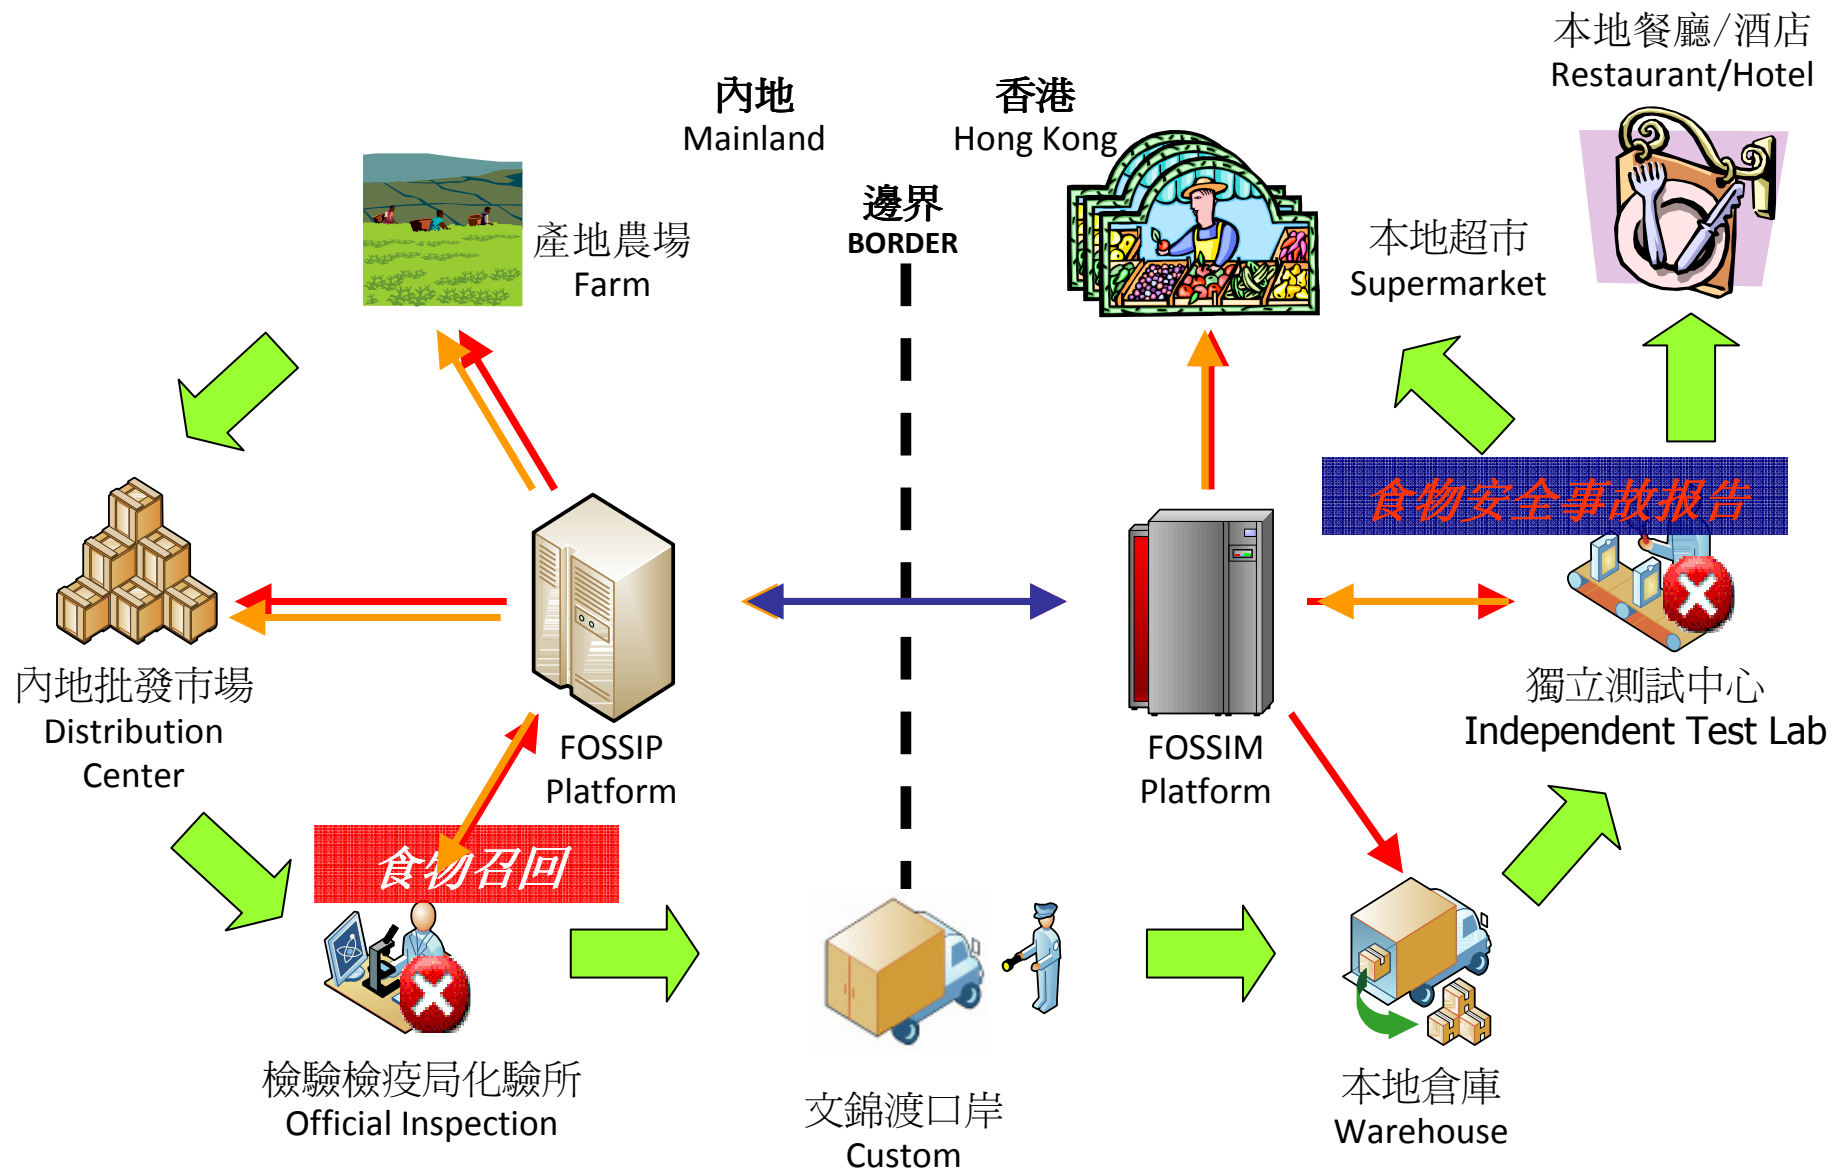 本地餐廳/酒店
Restaurant/Hotel
內地
Mainland
香港
Hong Kong
邊界
BORDER
產地農場
Farm
本地超市
Supermarket
食物安全事故报告
內地批發市場
Distribution
Center
FOSSIP
Platform
FOSSIM
Platform
獨立測試中心
Independent Test Lab
食物召回
檢驗檢疫局化驗所
Official Inspection
文錦渡口岸
Custom
本地倉庫
Warehouse